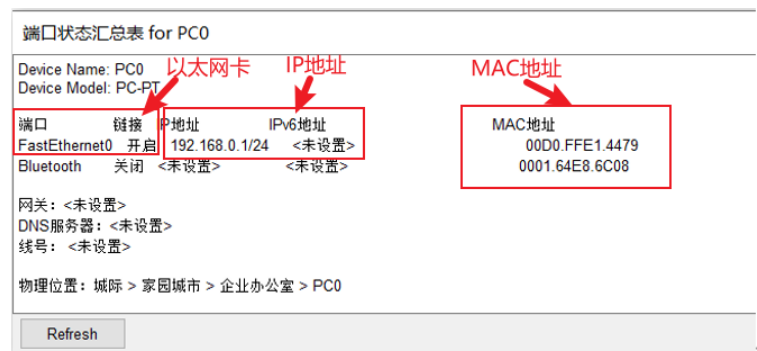 端口状态汇总表 for PC0
以太网卡 IP地址 MAC地址
Device Name: PC0
Device Model: PC-PT
端口 链接 IP地址 IPv6地址 MAC地址
FastEthernet0 开启 192.168.0.1/24 <未设置> 00D0.FFE1.4479
Bluetooth 关闭 <未设置> <未设置> 0001.64E8.6C08
网关: <未设置>
DNS服务器: <未设置>
线号: <未设置>
物理位置: 城际 > 家园城市 > 企业办公室 > PC0
Refresh